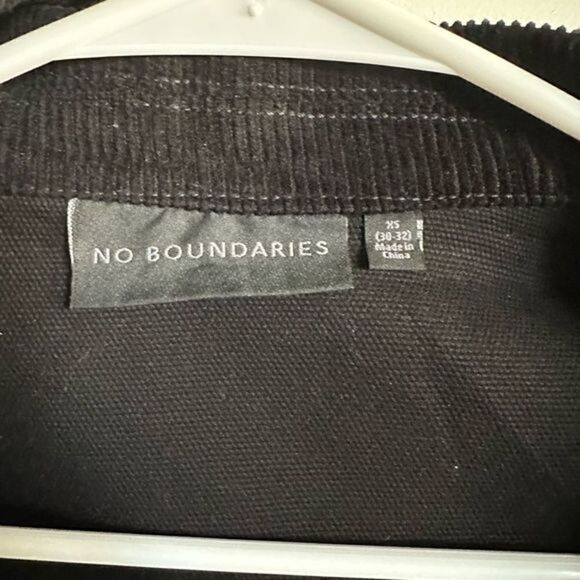 NO BOUNDARIES
XS
(30-32)
Made in
China